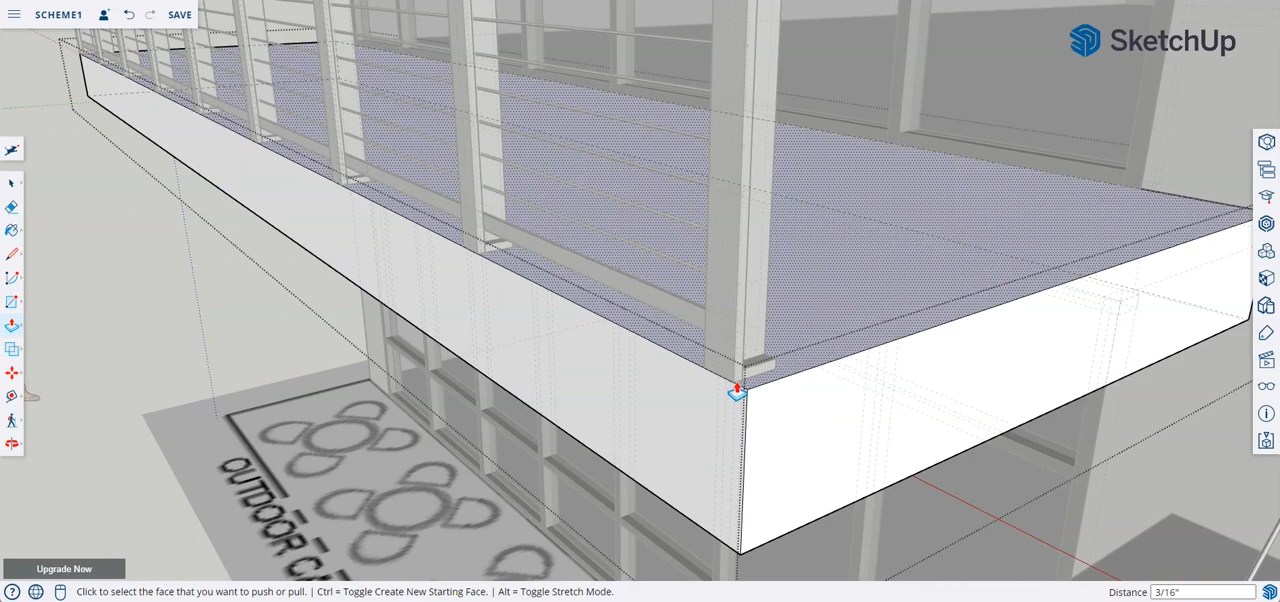 SCHEME1
SAVE
SketchUp
OUTDOOR CA
Upgrade Now
Click to select the face that you want to push or pull. | Ctrl = Toggle Create New Starting Face. | Alt = Toggle Stretch Mode.
Distance
3/16"